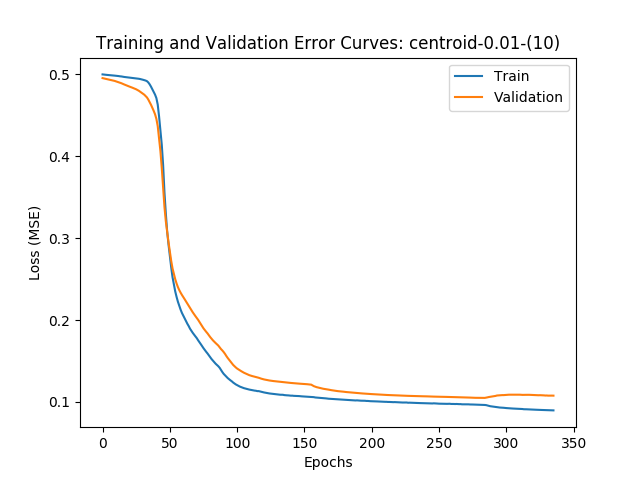 Training and Validation Error Curves: centroid-0.01-(10)
Train
Validation
0.5
0.4
0.3
0.2
0.1
Loss (MSE)
0 50 100 150 200 250 300 350
Epochs